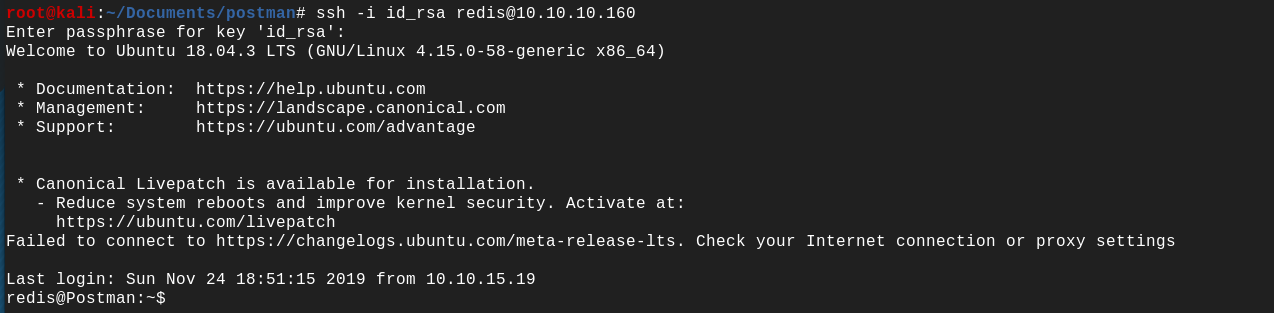 root@kali:~/Documents/postman# ssh -i id_rsa redis@10.10.10.160
Enter passphrase for key 'id_rsa':
Welcome to Ubuntu 18.04.3 LTS (GNU/Linux 4.15.0-58-generic x86_64)

 * Documentation:  https://help.ubuntu.com
 * Management:     https://landscape.canonical.com
 * Support:        https://ubuntu.com/advantage


 * Canonical Livepatch is available for installation.
   - Reduce system reboots and improve kernel security. Activate at:
     https://ubuntu.com/livepatch
Failed to connect to https://changelogs.ubuntu.com/meta-release-lts. Check your Internet connection or proxy settings

Last login: Sun Nov 24 18:51:15 2019 from 10.10.15.19
redis@Postman:~$